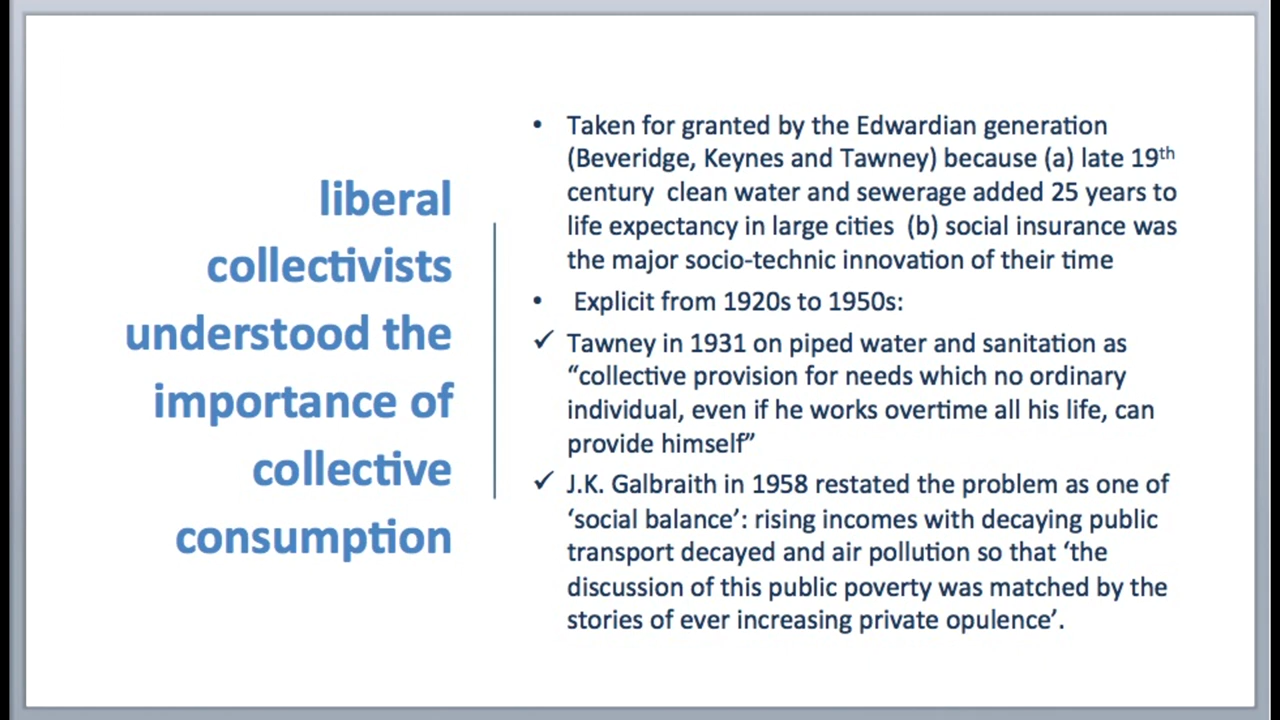 liberal
collectivists
understood the
importance of
collective
consumption
• Taken for granted by the Edwardian generation
(Beveridge, Keynes and Tawney) because (a) late 19th
century  clean water and sewerage added 25 years to
life expectancy in large cities  (b) social insurance was
the major socio-technic innovation of their time
•  Explicit from 1920s to 1950s:
✓ Tawney in 1931 on piped water and sanitation as
“collective provision for needs which no ordinary
individual, even if he works overtime all his life, can
provide himself”
✓ J.K. Galbraith in 1958 restated the problem as one of
‘social balance’: rising incomes with decaying public
transport decayed and air pollution so that ‘the
discussion of this public poverty was matched by the
stories of ever increasing private opulence’.